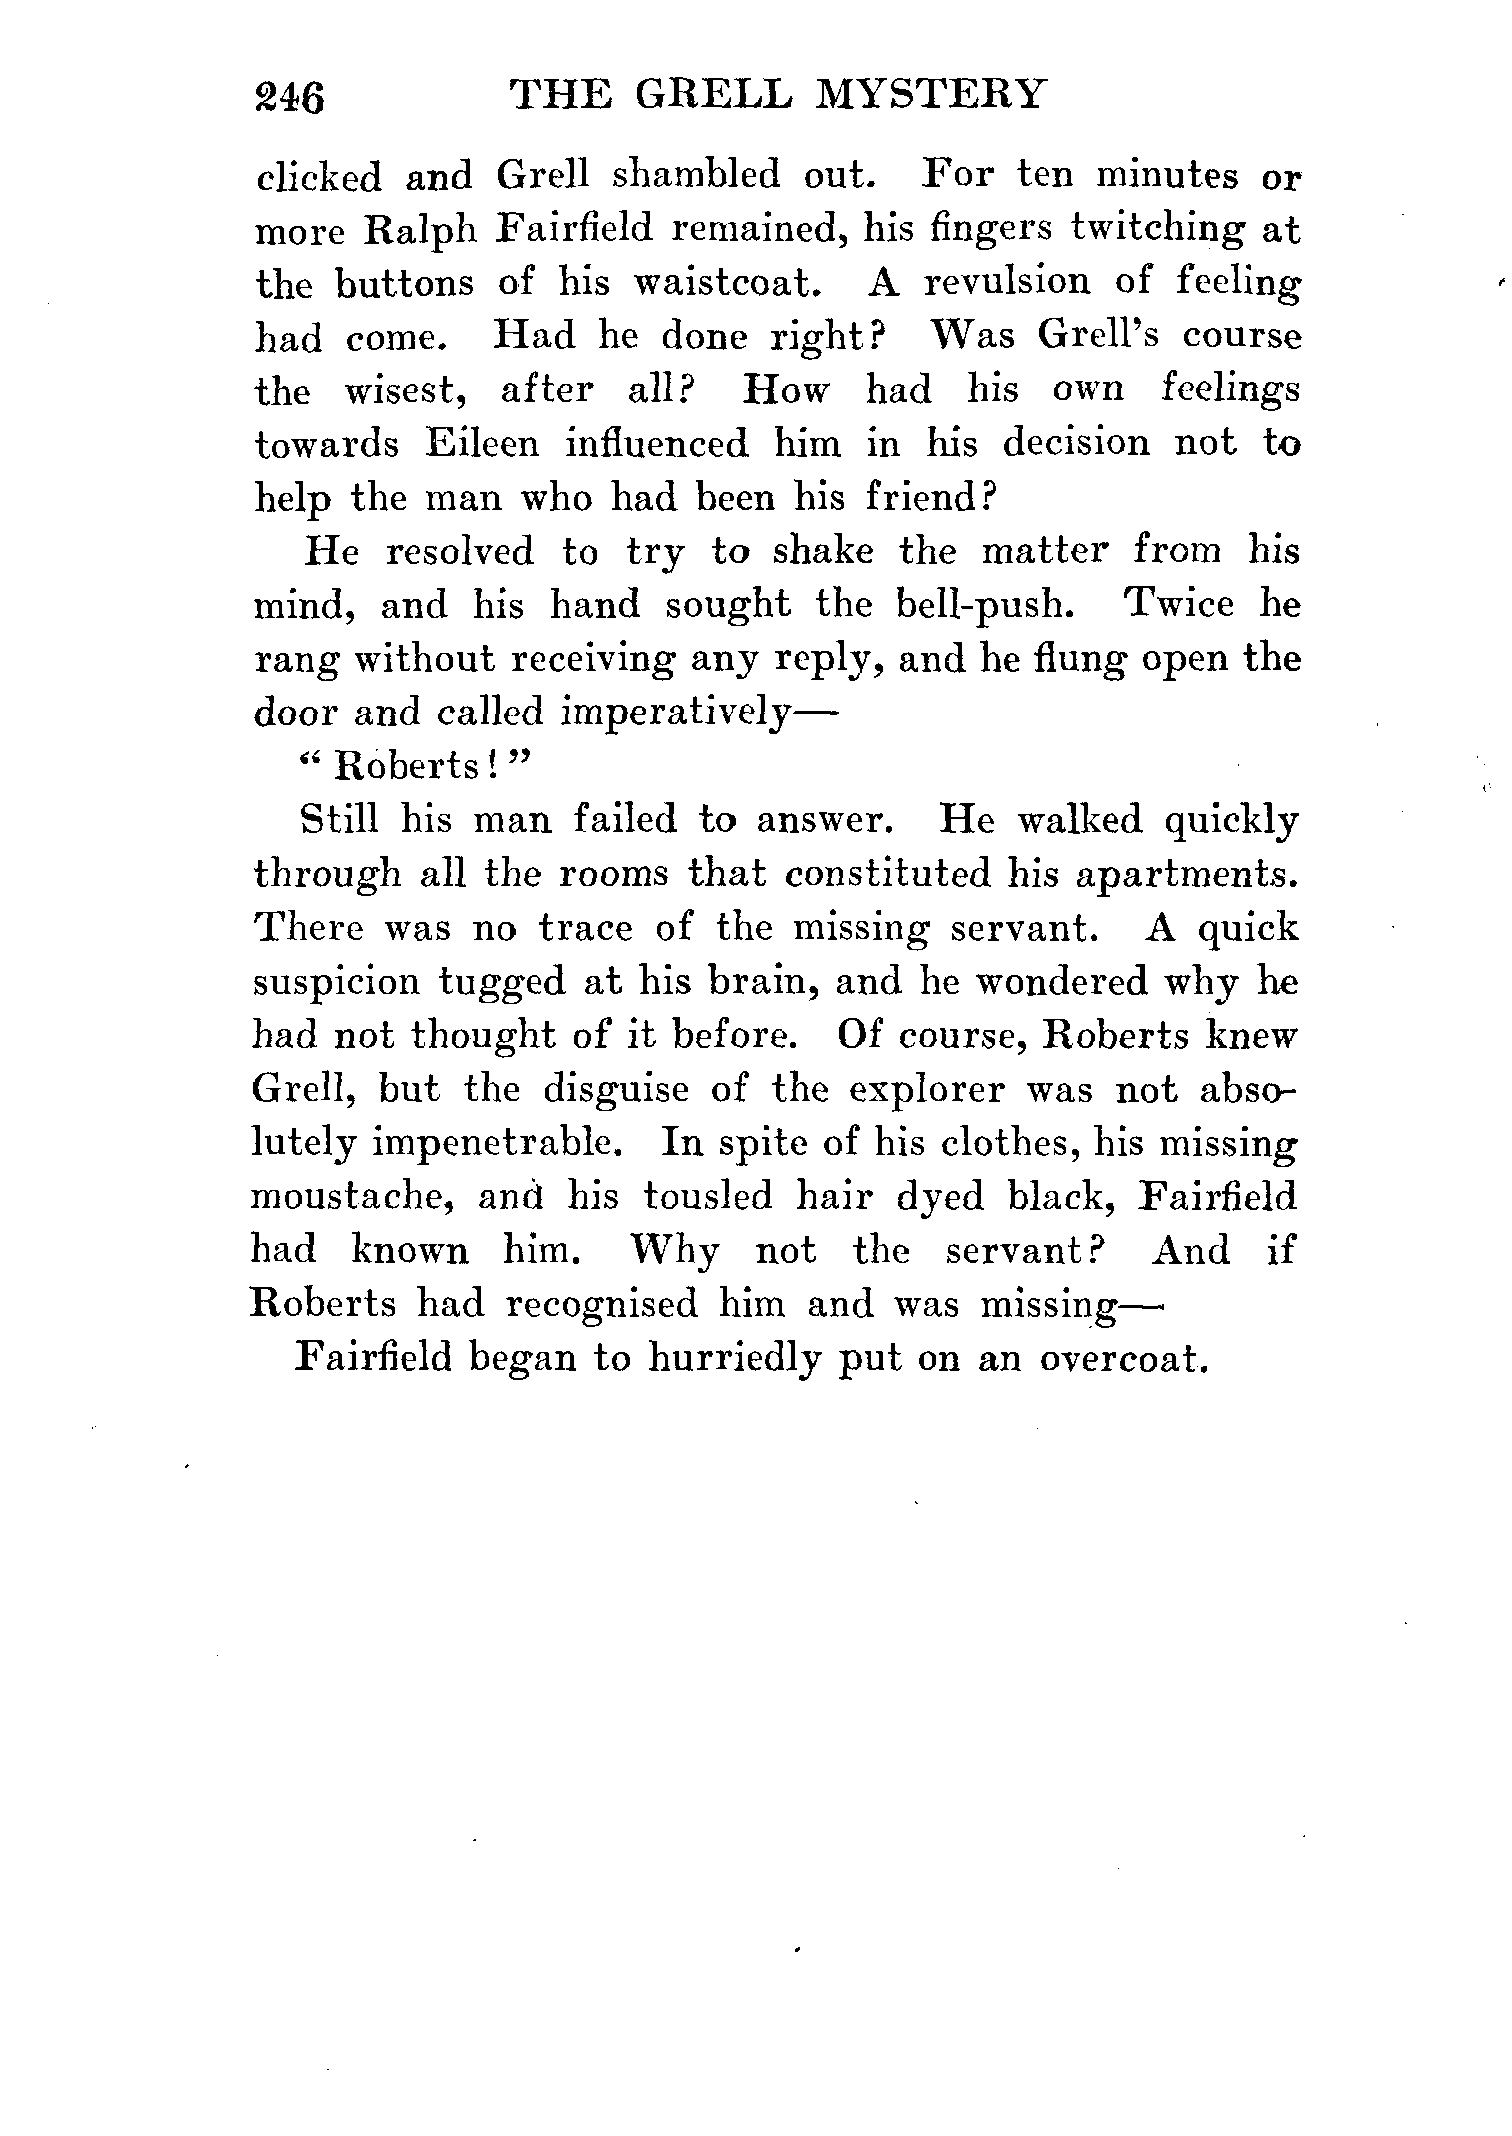 246 THE GRELL MYSTERY
clicked and Grell shambled out. For ten minutes or
more Ralph Fairfield remained, his fingers twitching at
the buttons of his waistcoat. A revulsion of feeling
had come. Had he done right? Was Grell's course
the wisest, after all? How had his own feelings
towards Eileen influenced him in his decision not to
help the man who had been his friend?
He resolved to try to shake the matter from his
mind, and his hand sought the bell-push. Twice he
rang without receiving any reply, and he flung open the
door and called imperatively—
“ Roberts ! ”
Still his man failed to answer. He walked quickly
through all the rooms that constituted his apartments.
There was no trace of the missing servant. A quick
suspicion tugged at his brain, and he wondered why he
had not thought of it before. Of course, Roberts knew
Grell, but the disguise of the explorer was not abso-
lutely impenetrable. In spite of his clothes, his missing
moustache, and his tousled hair dyed black, Fairfield
had known him. Why not the servant? And if
Roberts had recognised him and was missing—
Fairfield began to hurriedly put on an overcoat.